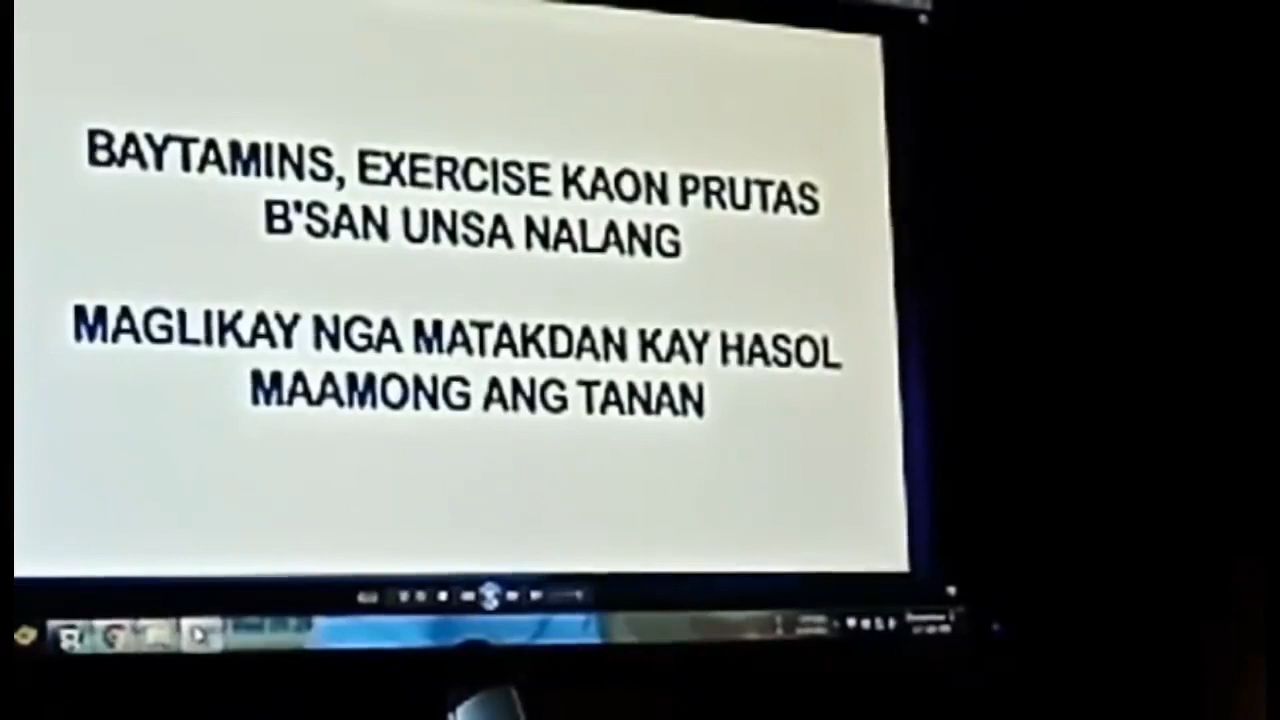 BAYTAMINS, EXERCISE KAON PRUTAS
B'SAN UNSA NALANG
MAGLIKAY NGA MATAKDAN KAY HASOL
MAAMONG ANG TANAN